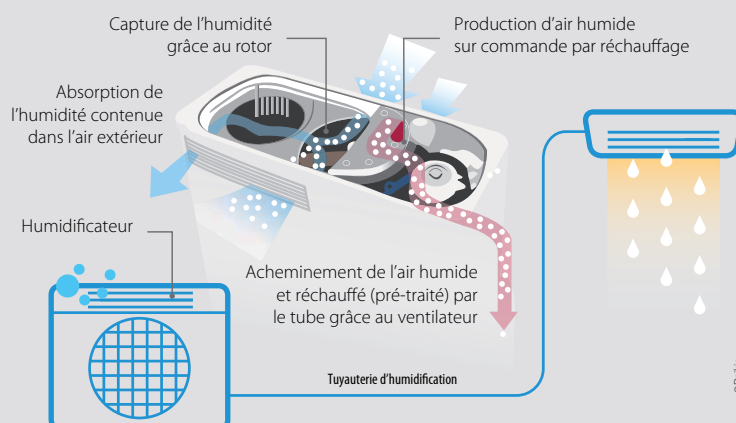 Capture de l’humidité
grâce au rotor
Production d’air humide
sur commande par réchauffage
Absorption de
l’humidité contenue
dans l’air extérieur
Humidificateur
Acheminement de l’air humide
et réchauffé (pré-traité) par
le tube grâce au ventilateur
Tuyauterie d’humidification